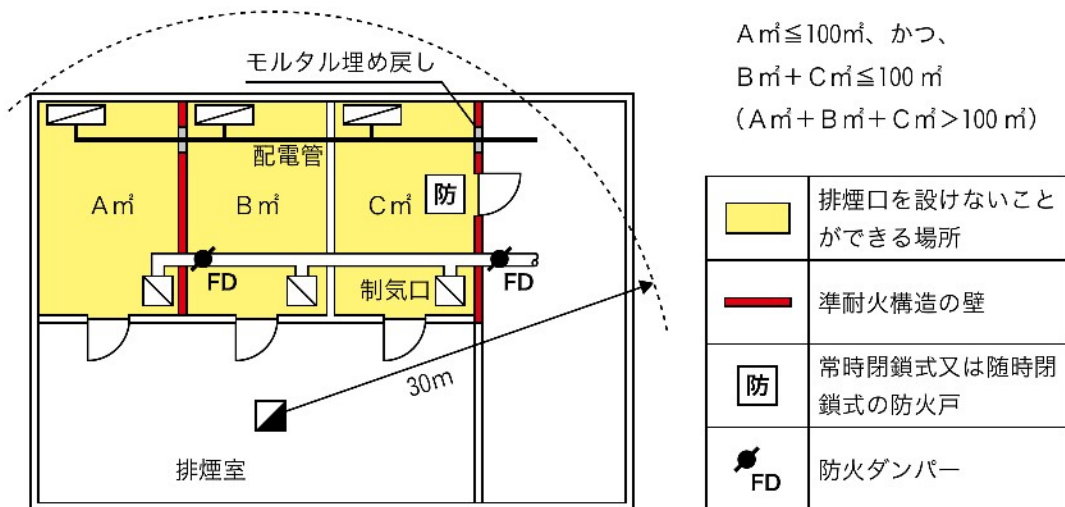 A㎡≦100㎡、かつ、
B㎡+C㎡≦100㎡
(A㎡+B㎡+C㎡>100㎡)
モルタル埋め戻し
配電管
A㎡
B㎡
C㎡
防
FD
制気口
FD
30m
排煙室
排煙口を設けないこと
ができる場所
準耐火構造の壁
防
常時閉鎖式又は随時閉
鎖式の防火戸
FD
防火ダンパー